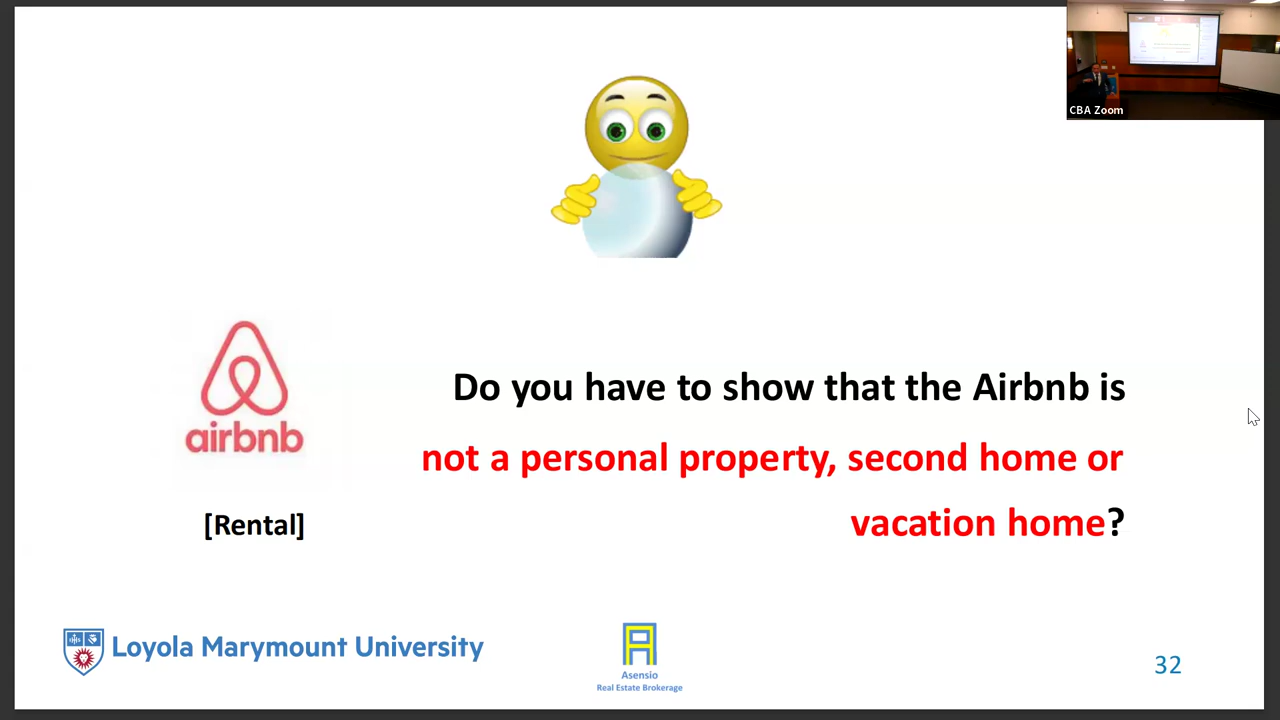 CBA Zoom
airbnb
[Rental]
Do you have to show that the Airbnb is
not a personal property, second home or
vacation home?
Loyola Marymount University
Asensio
Real Estate Brokerage
32